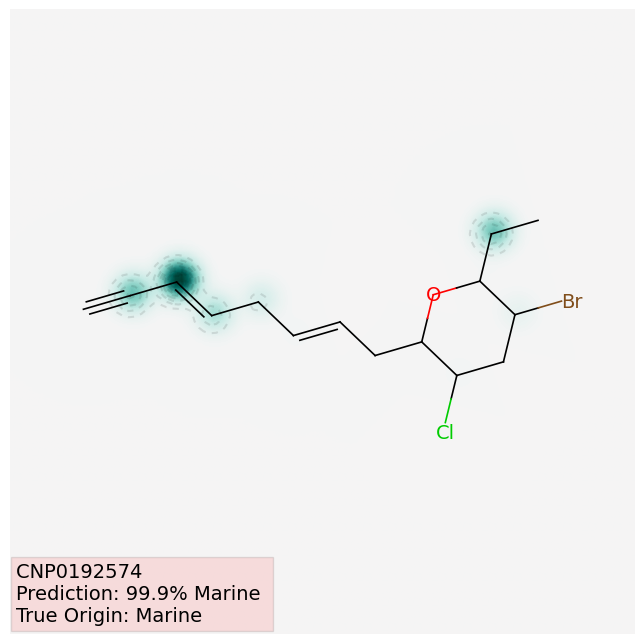 O
Br
Cl
CNP0192574
Prediction: 99.9% Marine
True Origin: Marine